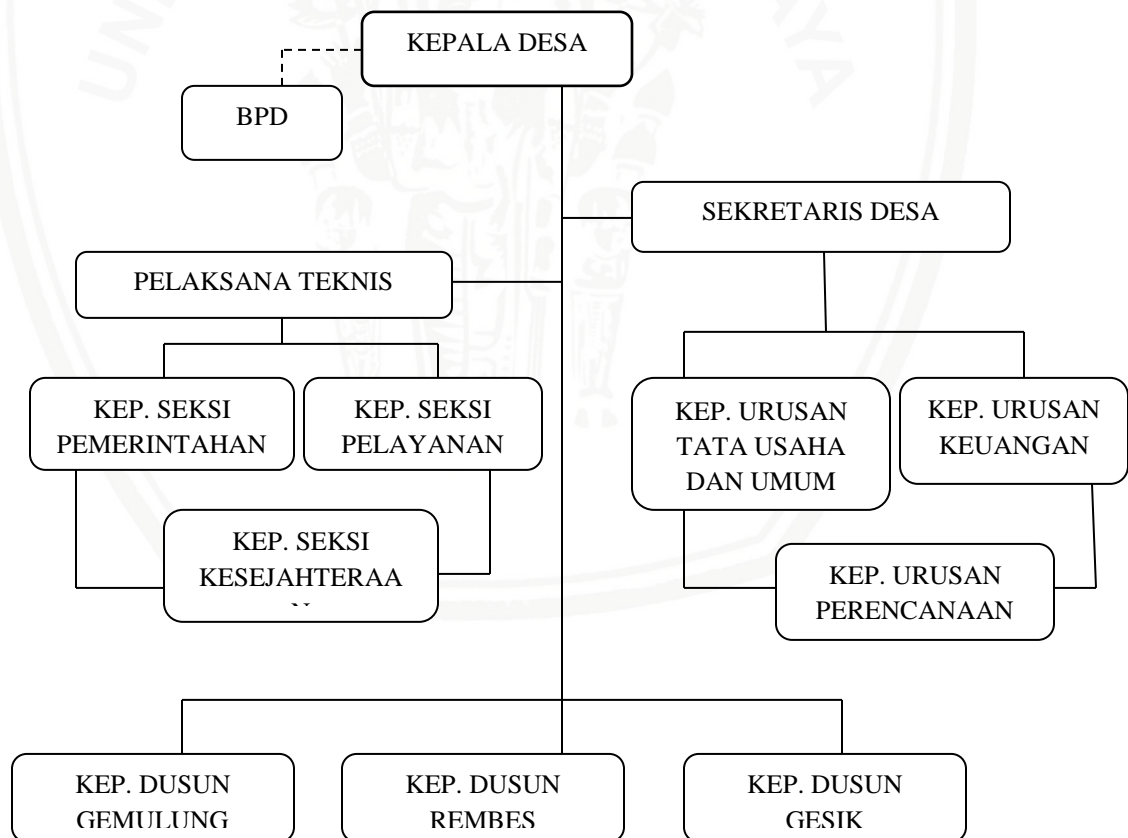 KEPALA DESA
BPD
SEKRETARIS DESA
PELAKSANA TEKNIS
KEP. SEKSI
PEMERINTAHAN
KEP. SEKSI
PELAYANAN
KEP. URUSAN
TATA USAHA
DAN UMUM
KEP. URUSAN
KEUANGAN
KEP. SEKSI
KESEJAHTERAA
N
KEP. URUSAN
PERENCANAAN
KEP. DUSUN
GEMULUNG
KEP. DUSUN
REMBES
KEP. DUSUN
GESIK